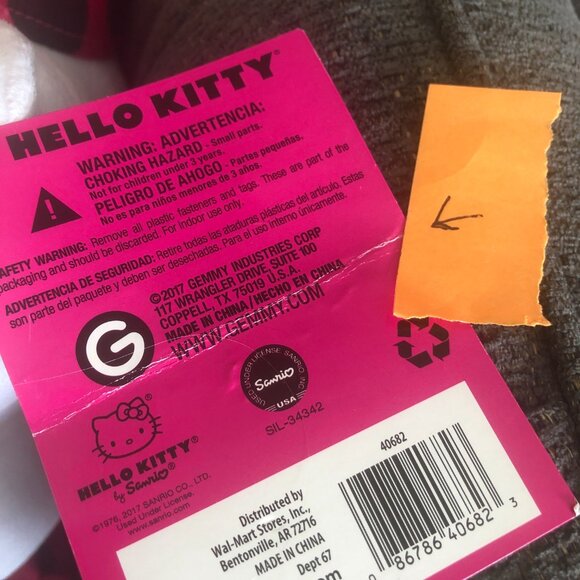 HELLO KITTY®
WARNING: ADVERTENCIA:
CHOKING HAZARD - Small parts.
Not for children under 3 years.
PELIGRO DE AHOGO - Partes pequeñas.
No es para niños menores de 3 años.
SAFETY WARNING: Remove all plastic fasteners and tags. These are part of the
packaging and should be discarded. For indoor use only.
ADVERTENCIA DE SEGURIDAD: Retire todas las ataduras plásticas del artículo. Estas
son parte del paquete y deben ser desechadas. Para el uso interno únicamente.
©2017 GEMMY INDUSTRIES CORP
117 WRANGLER DRIVE, SUITE 100
COPPELL, TX 75019 U.S.A.
MADE IN CHINA/HECHO EN CHINA
WWW.GEMMY.COM
G
USED UNDER LICENSE, SANRIO, INC.
Sanrio
USA
SIL-34342
HELLO KITTY®
by Sanrio®
©1976, 2017 SANRIO CO., LTD.
Used Under License.
www.sanrio.com
Distributed by
Wal-Mart Stores, Inc.,
Bentonville, AR 72716
MADE IN CHINA
Dept 67
40682
0 86786 40682 3